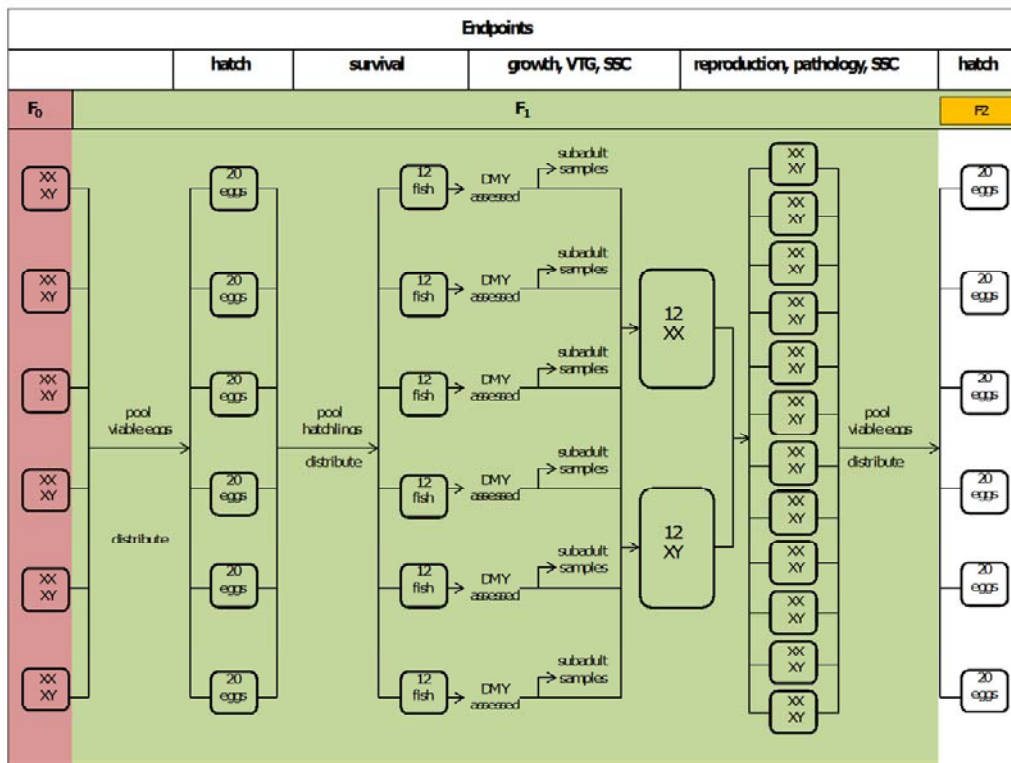 Endpoints
hatch
survival
growth, VTG, SSC
reproduction, pathology, SSC
hatch
F₀
F₁
F2
XX
XY
XX
XY
XX
XY
XX
XY
XX
XY
XX
XY
pool
viable eggs
distribute
20
eggs
20
eggs
20
eggs
20
eggs
20
eggs
20
eggs
pool
hatchlings
distribute
12
fish
12
fish
12
fish
12
fish
12
fish
12
fish
DMY
assessed
DMY
assessed
DMY
assessed
DMY
assessed
DMY
assessed
DMY
assessed
subadult
samples
subadult
samples
subadult
samples
subadult
samples
subadult
samples
subadult
samples
12
XX
12
XY
XX
XY
XX
XY
XX
XY
XX
XY
XX
XY
XX
XY
XX
XY
XX
XY
XX
XY
XX
XY
XX
XY
XX
XY
pool
viable eggs
distribute
20
eggs
20
eggs
20
eggs
20
eggs
20
eggs
20
eggs